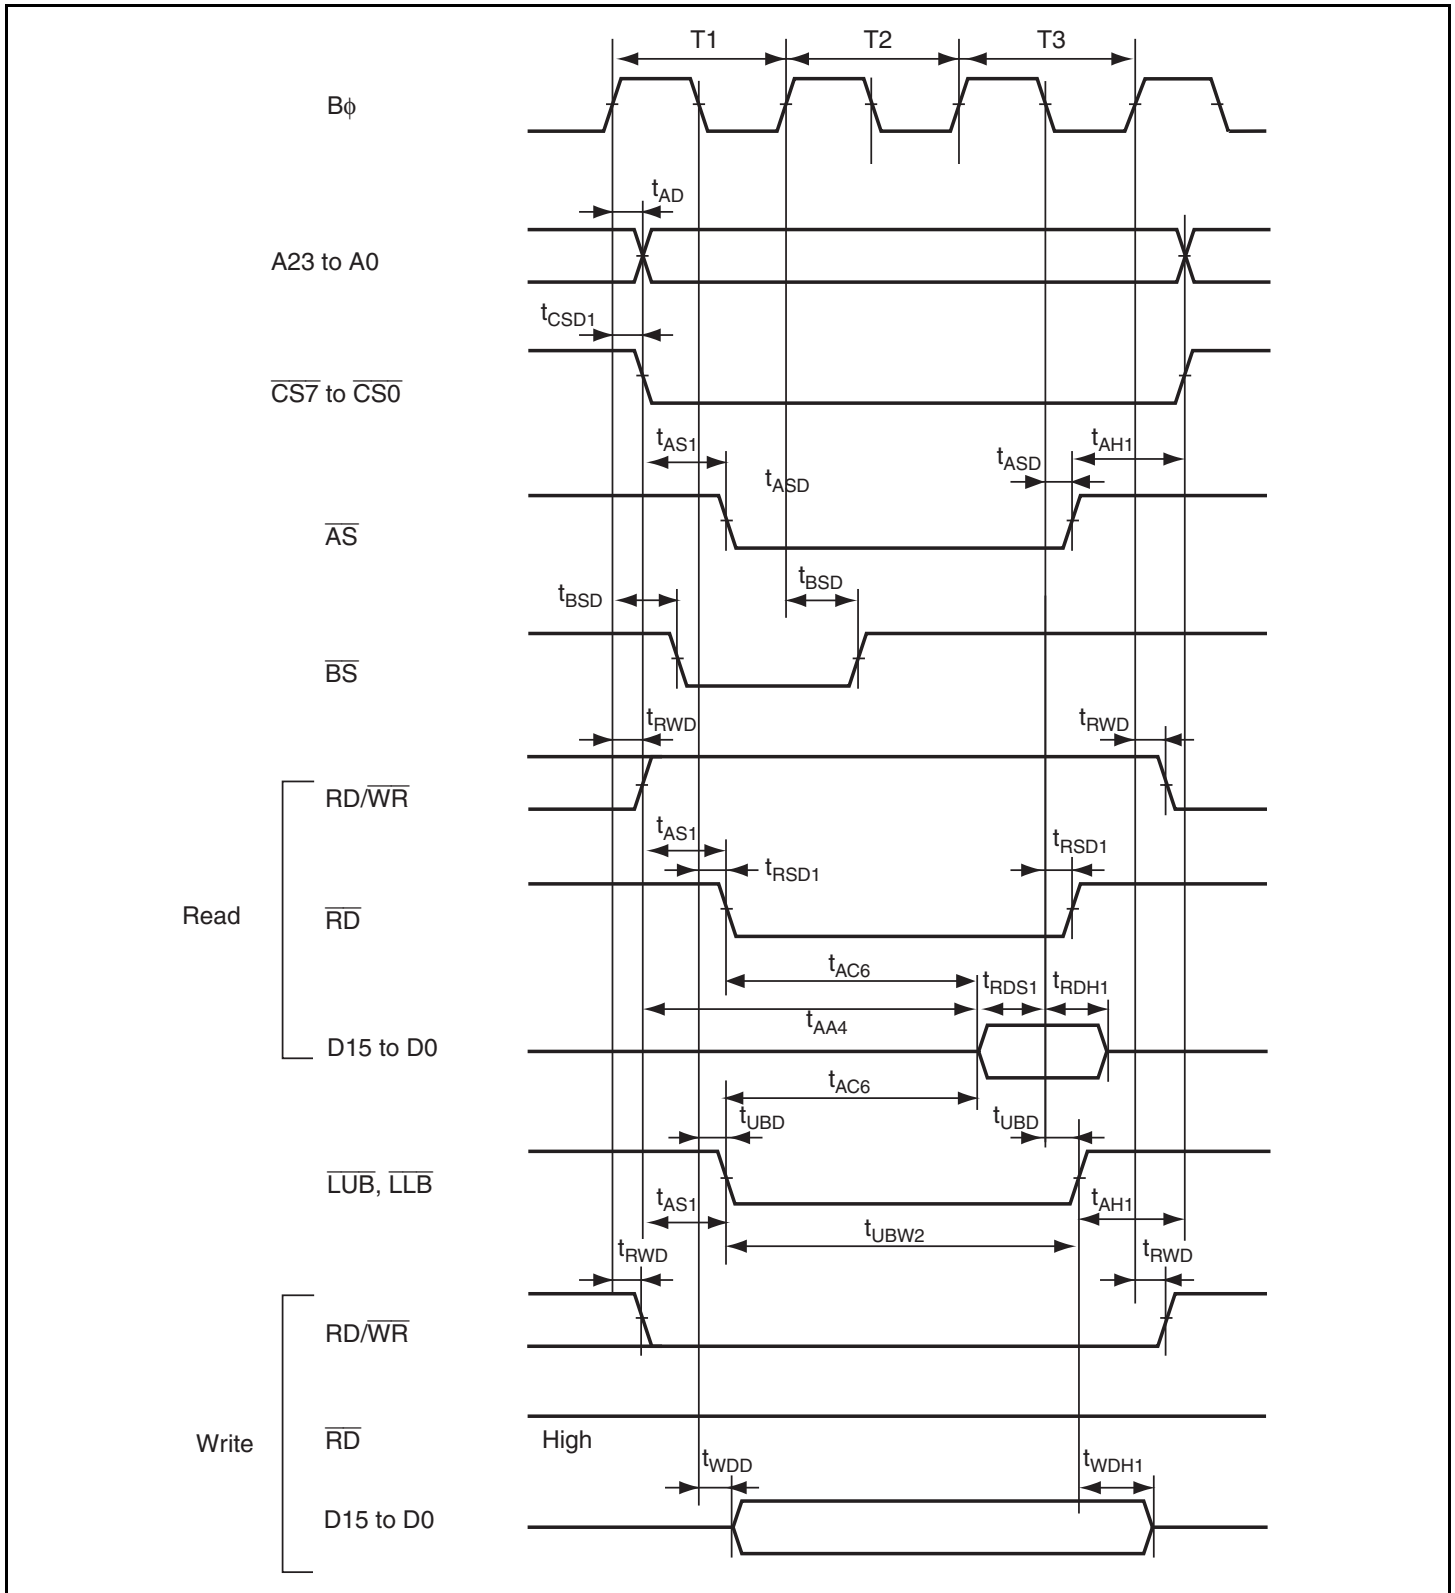 T1 T2 T3
Bϕ
tAD
A23 to A0
tCSD1
CS7 to CS0
tAS1 tASD tASD tAH1
AS
tBSD tBSD
BS
tRWD tRWD
RD/WR
tAS1 tRSD1 tRSD1
Read
RD
tAC6 tRDS1 tRDH1
tAA4
D15 to D0
tAC6
tUBD tUBD
LUB, LLB
tAS1 tUBW2 tAH1
tRWD tRWD
RD/WR
Write
RD
High
tWDD tWDH1
D15 to D0